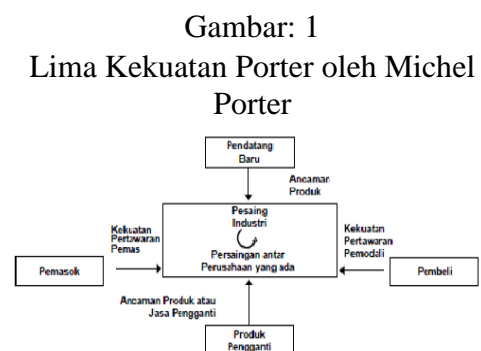 Gambar: 1
Lima Kekuatan Porter oleh Michel
Porter
Pendatang
Baru
Ancaman
Produk
Pesaing
Industri
Kekuatan
Pertawaran
Pemas
Kekuatan
Pertawaran
Pemodali
Persaingan antar
Perusahaan yang ada
Pemasok
Pembeli
Ancaman Produk atau
Jasa Pengganti
Produk
Pengganti